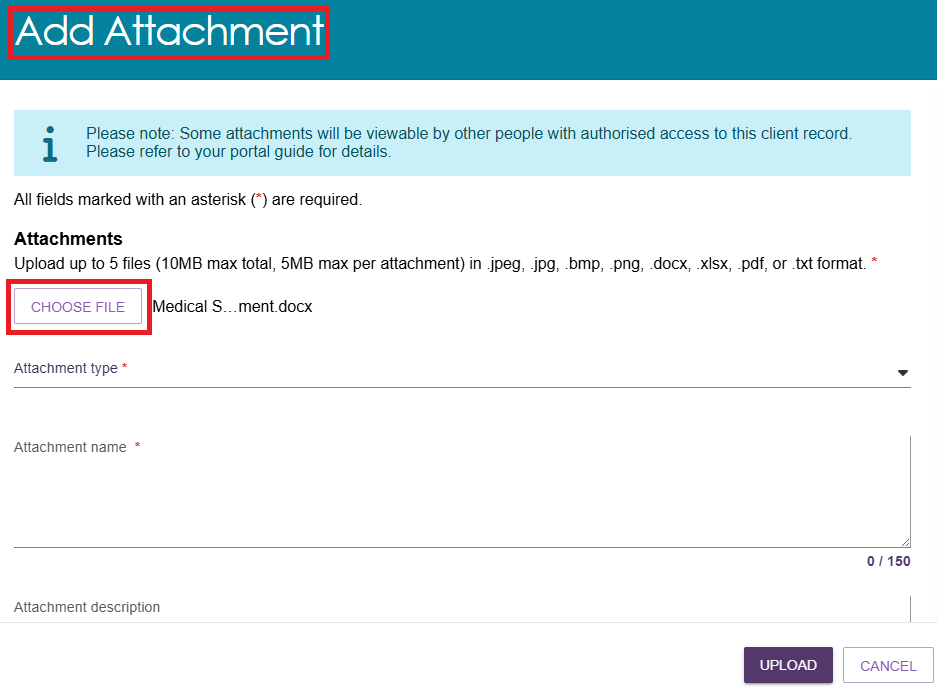 Add Attachment
Please note: Some attachments will be viewable by other people with authorised access to this client record.
Please refer to your portal guide for details.
All fields marked with an asterisk (*) are required.
Attachments
Upload up to 5 files (10MB max total, 5MB max per attachment) in .jpeg, .jpg, .bmp, .png, .docx, .xlsx, .pdf, or .txt format. *
CHOOSE FILE Medical S...ment.docx
Attachment type *
Attachment name *
0 / 150
Attachment description
UPLOAD CANCEL